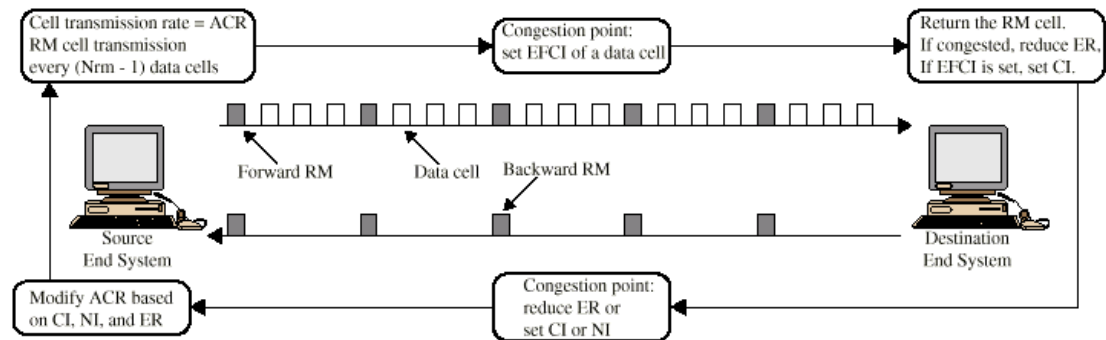 Cell transmission rate = ACR
RM cell transmission
every (Nrm - 1) data cells
Congestion point:
set EFCI of a data cell
Return the RM cell.
If congested, reduce ER,
If EFCI is set, set CI.
Forward RM
Data cell
Backward RM
Source
End System
Destination
End System
Modify ACR based
on CI, NI, and ER
Congestion point:
reduce ER or
set CI or NI